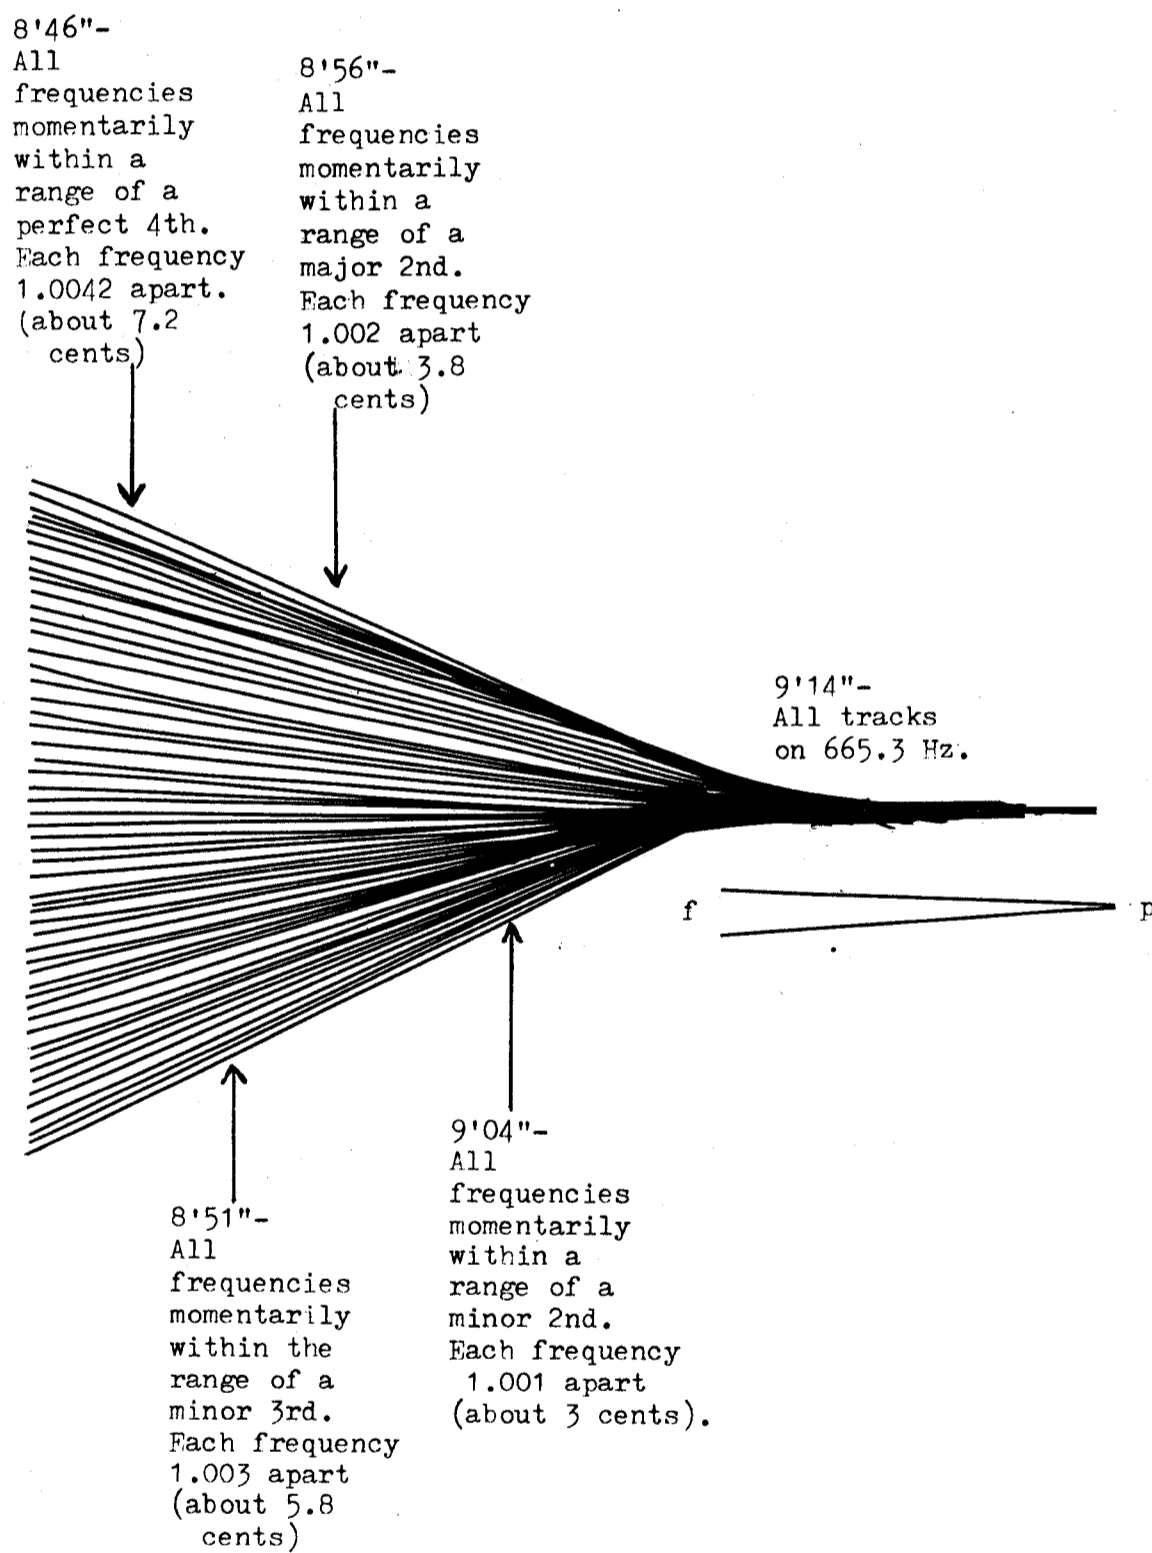 8'46"-
All
frequencies
momentarily
within a
range of a
perfect 4th.
Each frequency
1.0042 apart.
(about 7.2
cents)
8'56"-
All
frequencies
momentarily
within a
range of a
major 2nd.
Each frequency
1.002 apart
(about 3.8
cents)
9'14"-
All tracks
on 665.3 Hz.
f
p
8'51"-
All
frequencies
momentarily
within the
range of a
minor 3rd.
Each frequency
1.003 apart
(about 5.8
cents)
9'04"-
All
frequencies
momentarily
within a
range of a
minor 2nd.
Each frequency
1.001 apart
(about 3 cents).